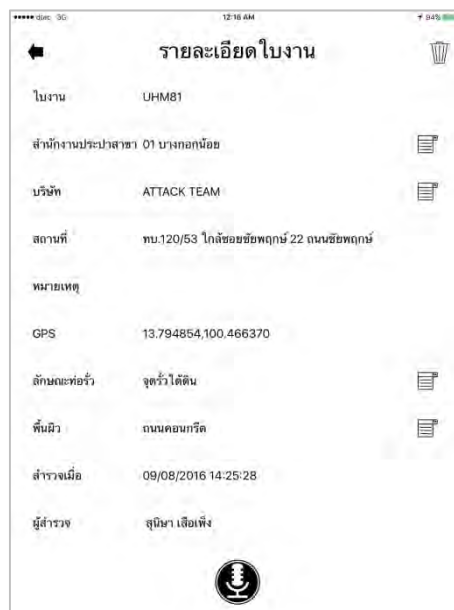 3G 12:16 AM 94%
รายละเอียดใบงาน
ใบงาน UHM81
สำนักงานประปาสาขา 01 บางกอกน้อย
บริษัท ATTACK TEAM
สถานที่ ทบ.120/53 ใกล้ซอยชัยพฤกษ์ 22 ถนนชัยพฤกษ์
หมายเหตุ
GPS 13.794854,100.466370
ลักษณะท่อรั่ว จุดรั่วใต้ดิน
พื้นผิว ถนนคอนกรีต
สำรวจเมื่อ 09/08/2016 14:25:28
ผู้สำรวจ สุนิษา เสือเพ็ง